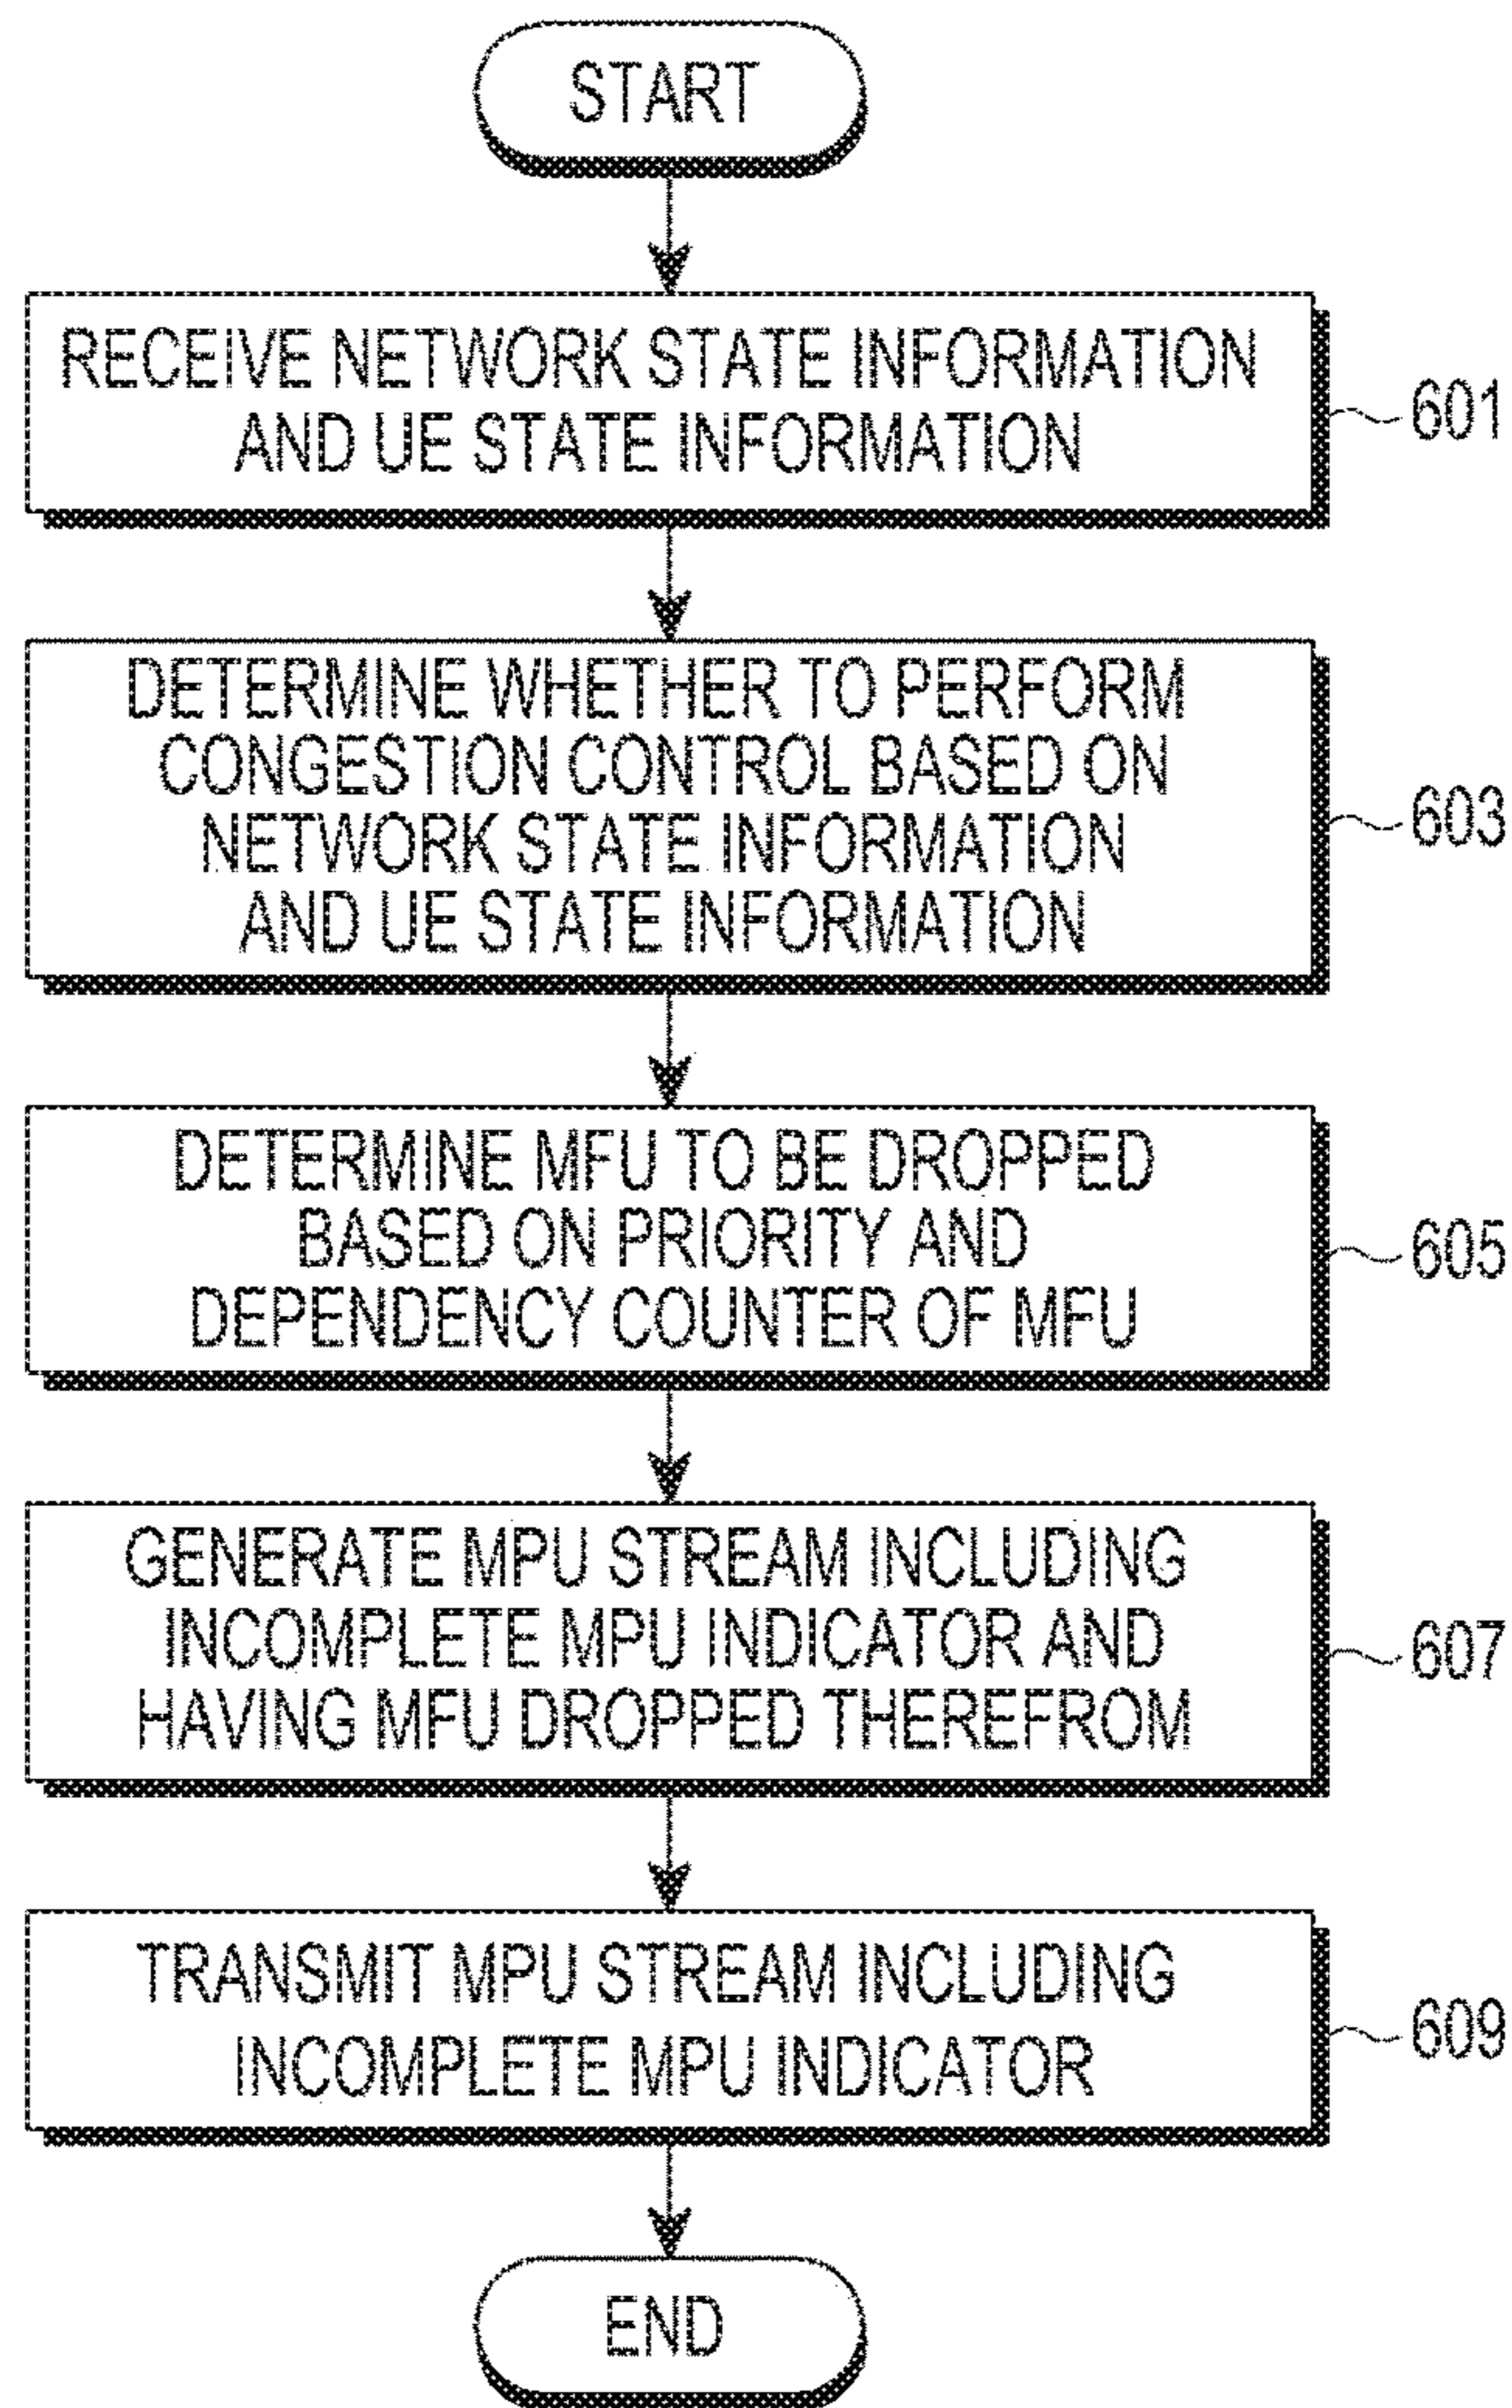 START
RECEIVE NETWORK STATE INFORMATION
AND UE STATE INFORMATION
601
DETERMINE WHETHER TO PERFORM
CONGESTION CONTROL BASED ON
NETWORK STATE INFORMATION
AND UE STATE INFORMATION
603
DETERMINE MFU TO BE DROPPED
BASED ON PRIORITY AND
DEPENDENCY COUNTER OF MFU
605
GENERATE MPU STREAM INCLUDING
INCOMPLETE MPU INDICATOR AND
HAVING MFU DROPPED THEREFROM
607
TRANSMIT MPU STREAM INCLUDING
INCOMPLETE MPU INDICATOR
609
END